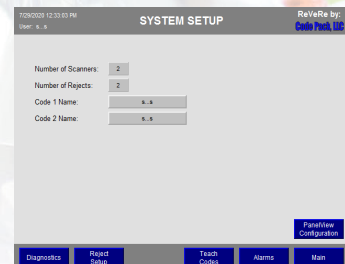 7/29/2020 12:33:03 PM
SYSTEM SETUP
ReVeRe by:
User: s..s
Code Pach, LLC
Number of Scanners: 2
Number of Rejects: 2
Code 1 Name: s..s
Code 2 Name: s..s
PanelView
Configuration
Diagnostics
Reject
Setup
Teach
Codes
Alarms
Main